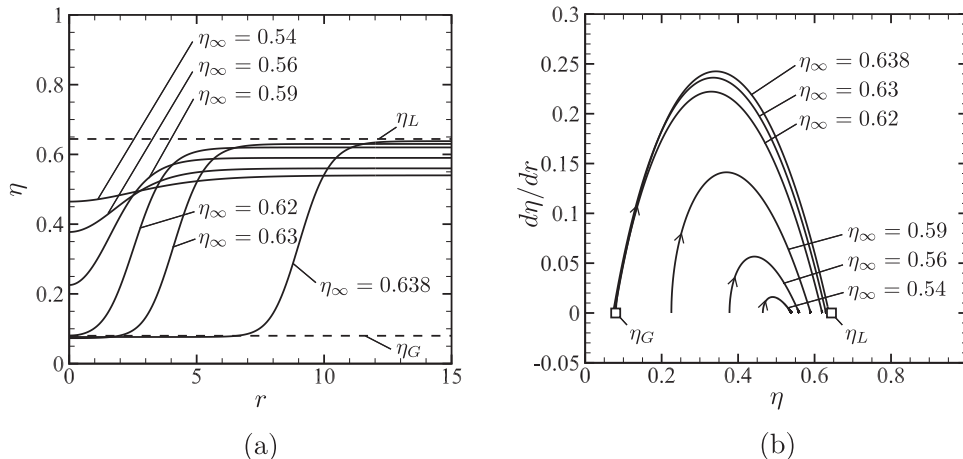 η∞ = 0.54
η∞ = 0.56
η∞ = 0.59
ηL
η∞ = 0.62
η∞ = 0.63
η∞ = 0.638
ηG
1
0.8
0.6
0.4
0.2
0
0
5
10
15
η
r
(a)
η∞ = 0.638
η∞ = 0.63
η∞ = 0.62
η∞ = 0.59
η∞ = 0.56
η∞ = 0.54
ηG
ηL
0.3
0.25
0.2
0.15
0.1
0.05
0
-0.05
0
0.2
0.4
0.6
0.8
1
dη/dr
η
(b)